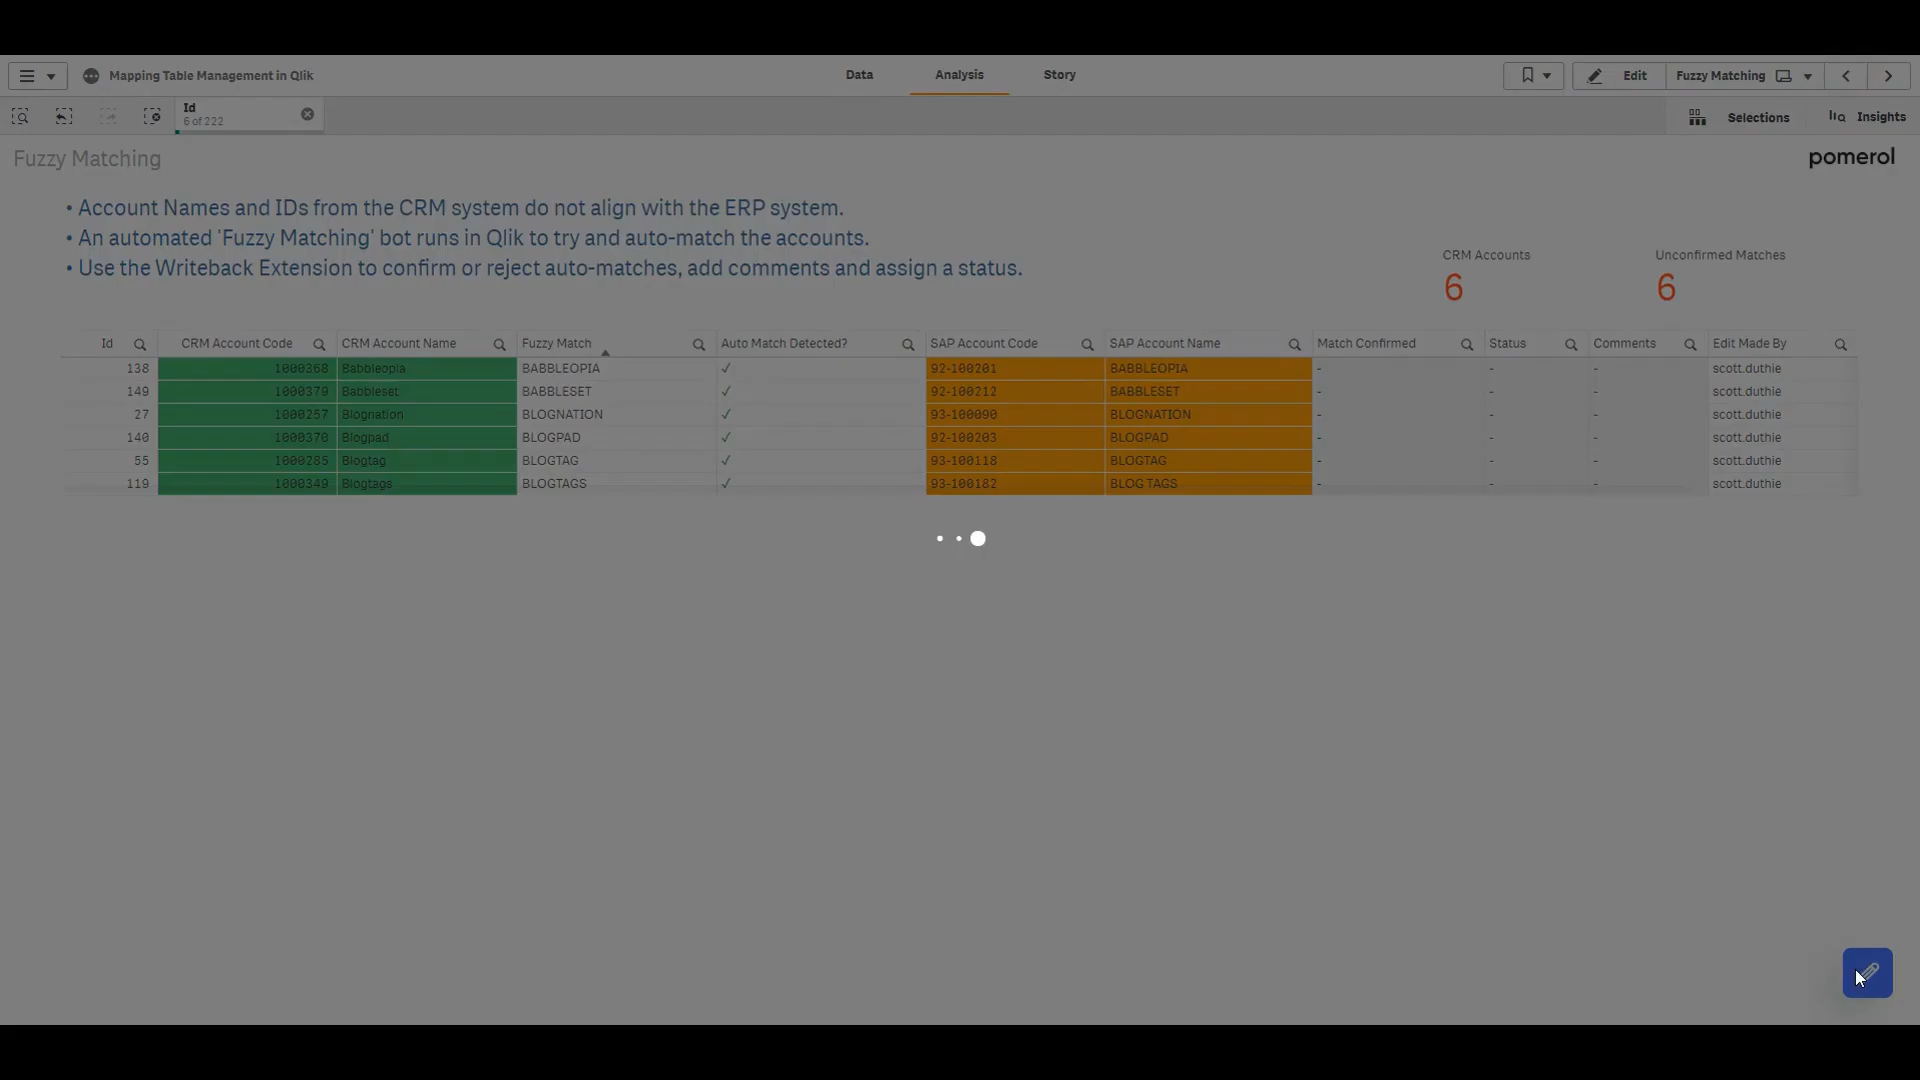 Mapping Table Management in Qlik
Data
Analysis
Story
Edit
Fuzzy Matching
Id
6 of 222
Selections
Insights
Fuzzy Matching
pomerol
• Account Names and IDs from the CRM system do not align with the ERP system.
• An automated 'Fuzzy Matching' bot runs in Qlik to try and auto-match the accounts.
• Use the Writeback Extension to confirm or reject auto-matches, add comments and assign a status.
CRM Accounts
6
Unconfirmed Matches
6
Id CRM Account Code CRM Account Name Fuzzy Match Auto Match Detected? SAP Account Code SAP Account Name Match Confirmed Status Comments Edit Made By
138 1000368 Babbleopia BABBLEOPIA ✓ 92-100201 BABBLEOPIA - - - scott.duthie
149 1000379 Babbleset BABBLESET ✓ 92-100212 BABBLESET - - - scott.duthie
27 1000257 Blognation BLOGNATION ✓ 93-100090 BLOGNATION - - - scott.duthie
140 1000370 Blogpad BLOGPAD ✓ 92-100203 BLOGPAD - - - scott.duthie
55 1000285 Blogtag BLOGTAG ✓ 93-100118 BLOGTAG - - - scott.duthie
119 1000349 Blogtags BLOGTAGS ✓ 93-100182 BLOG TAGS - - - scott.duthie